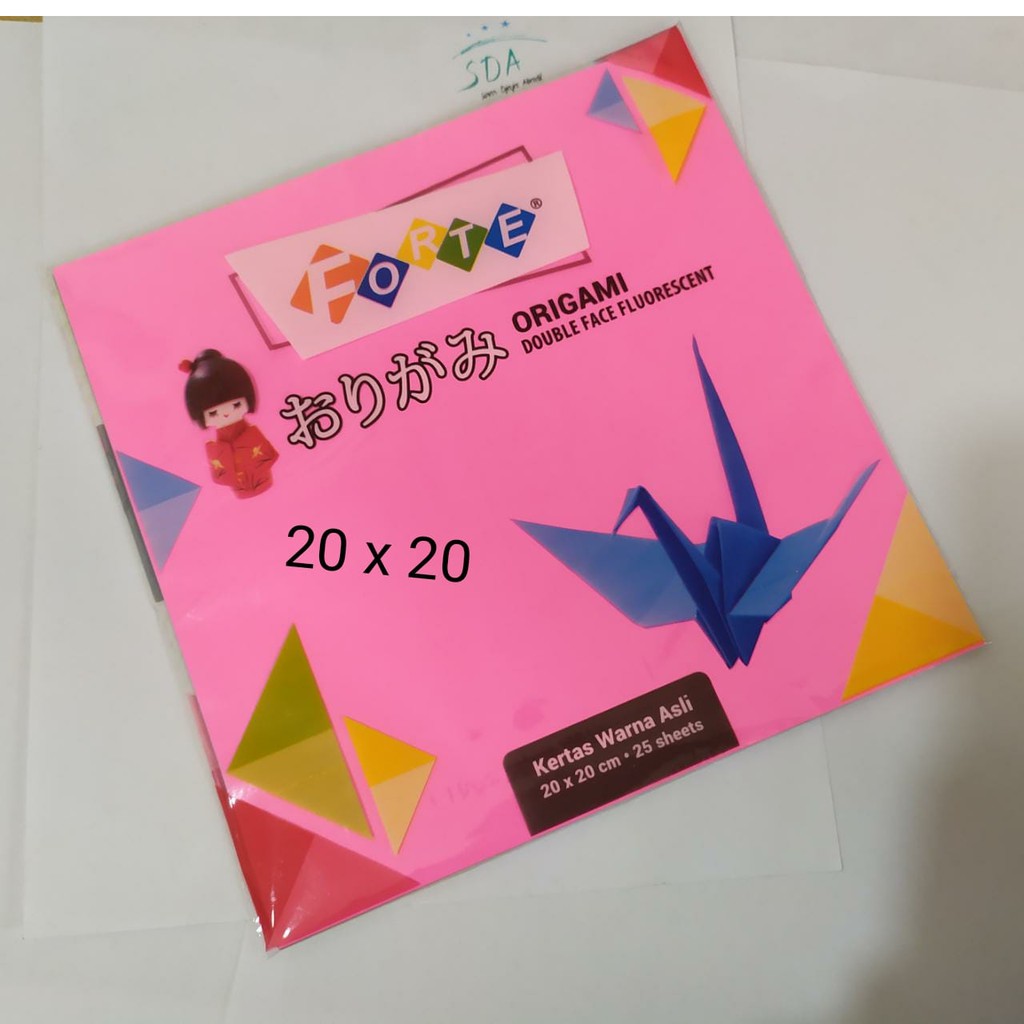 SDA
FORTE®
ORIGAMI
DOUBLE FACE FLUORESCENT
おりがみ
20 x 20
Kertas Warna Asli
20 x 20 cm • 25 sheets